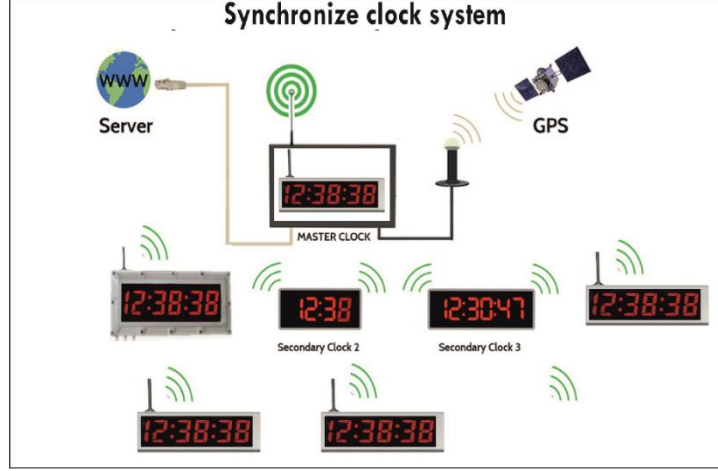 Synchronize clock system
WWW
Server
GPS
12:38:38
MASTER CLOCK
12:38:38
12:38
12:30:47
12:38:38
Secondary Clock 2
Secondary Clock 3
12:38:38
12:38:38